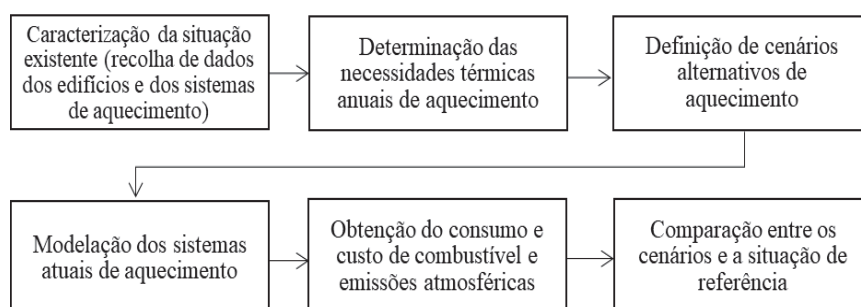 Caracterização da situação
existente (recolha de dados
dos edifícios e dos sistemas
de aquecimento)
Determinação das
necessidades térmicas
anuais de aquecimento
Definição de cenários
alternativos de
aquecimento
Modelação dos sistemas
atuais de aquecimento
Obtenção do consumo e
custo de combustível e
emissões atmosféricas
Comparação entre os
cenários e a situação de
referência